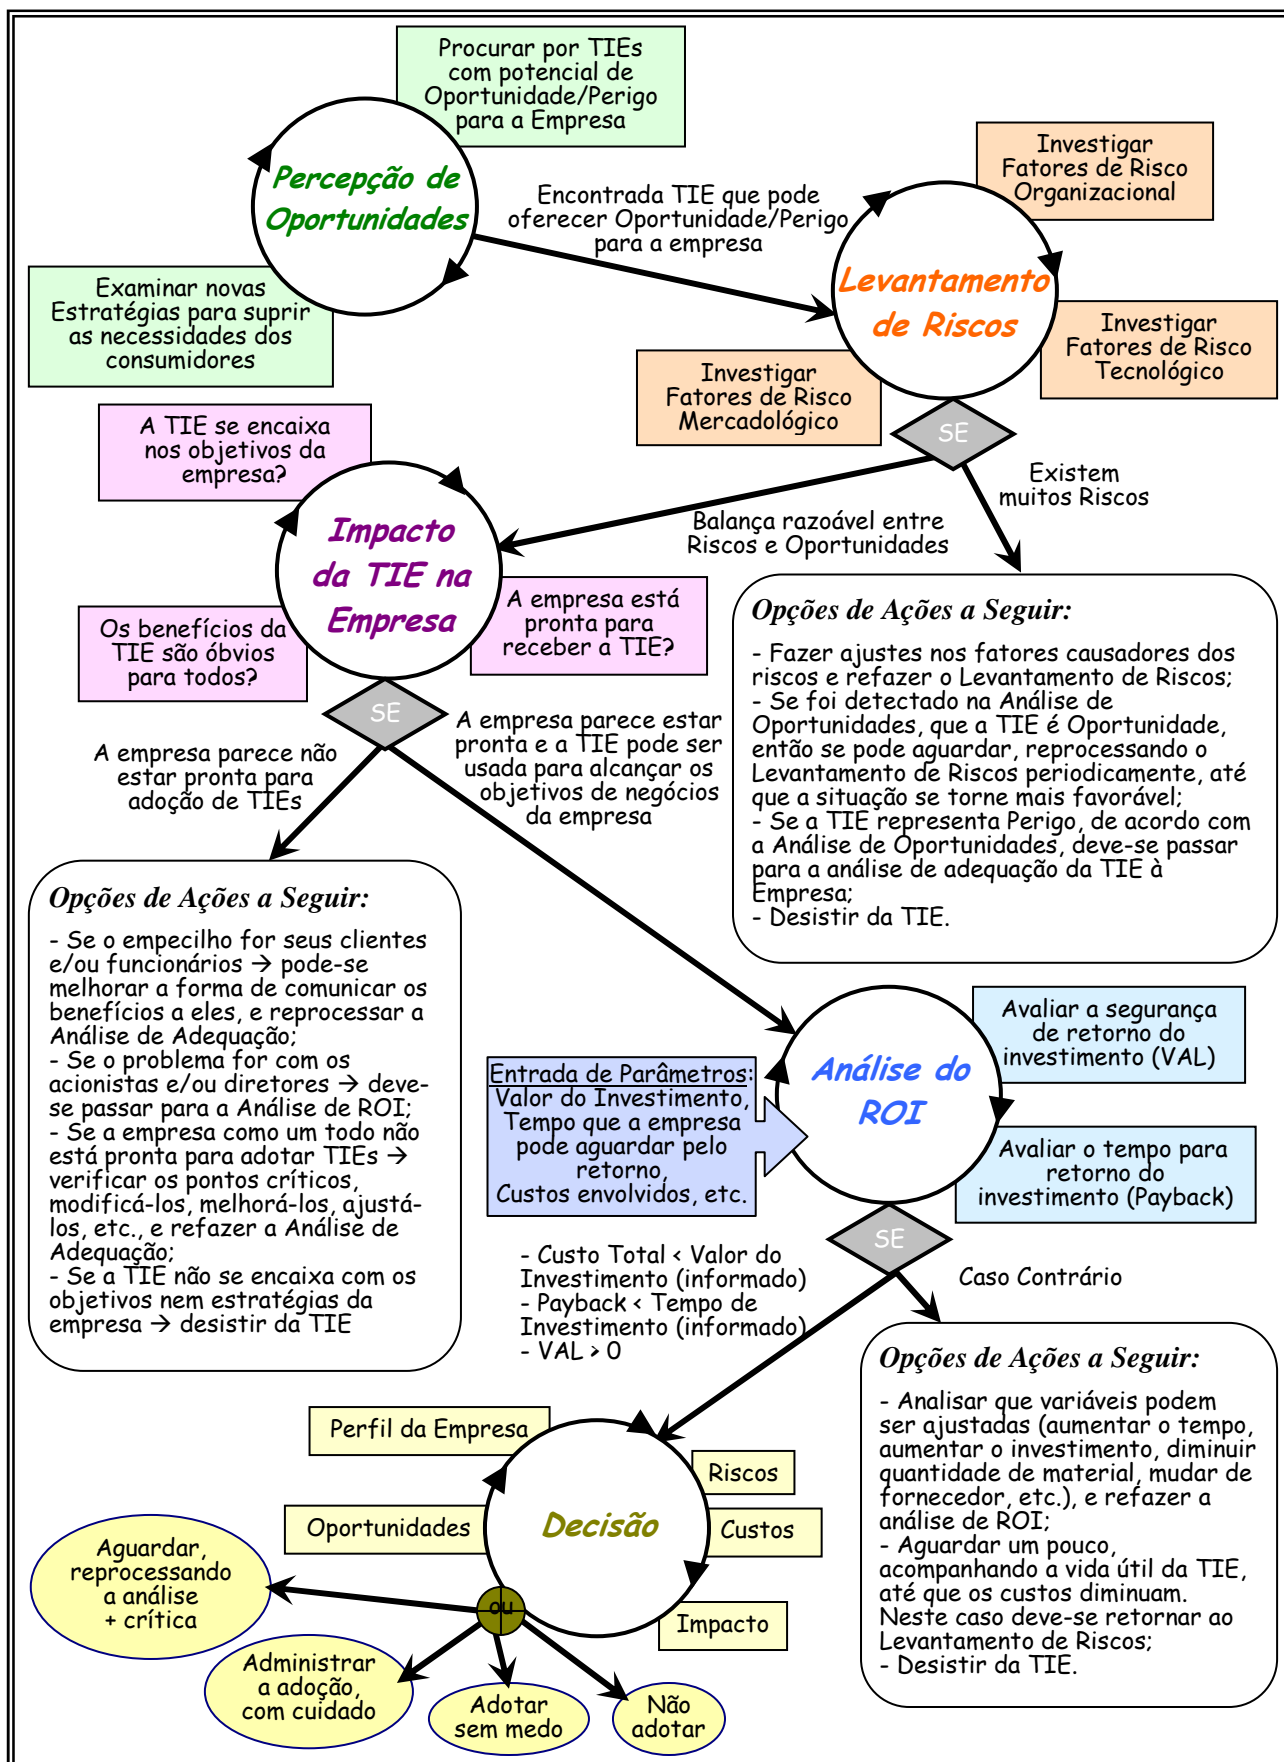 Procurar por TIEs
com potencial de
Oportunidade/Perigo
para a Empresa
Percepção de
Oportunidades
Examinar novas
Estratégias para suprir
as necessidades dos
consumidores
Encontrada TIE que pode
oferecer Oportunidade/Perigo
para a empresa
Investigar
Fatores de Risco
Organizacional
Levantamento
de Riscos
Investigar
Fatores de Risco
Tecnológico
Investigar
Fatores de Risco
Mercadológico
SE
Existem
muitos Riscos
Balança razoável entre
Riscos e Oportunidades
A TIE se encaixa
nos objetivos da
empresa?
Impacto
da TIE na
Empresa
Os benefícios da
TIE são óbvios
para todos?
A empresa está
pronta para
receber a TIE?
SE
A empresa parece não
estar pronta para
adoção de TIEs
A empresa parece estar
pronta e a TIE pode ser
usada para alcançar os
objetivos de negócios
da empresa
Opções de Ações a Seguir:
- Fazer ajustes nos fatores causadores dos
riscos e refazer o Levantamento de Riscos;
- Se foi detectado na Análise de
Oportunidades, que a TIE é Oportunidade,
então se pode aguardar, reprocessando o
Levantamento de Riscos periodicamente, até
que a situação se torne mais favorável;
- Se a TIE representa Perigo, de acordo com
a Análise de Oportunidades, deve-se passar
para a análise de adequação da TIE à
Empresa;
- Desistir da TIE.
Opções de Ações a Seguir:
- Se o empecilho for seus clientes
e/ou funcionários → pode-se
melhorar a forma de comunicar os
benefícios a eles, e reprocessar a
Análise de Adequação;
- Se o problema for com os
acionistas e/ou diretores → deve-
se passar para a Análise de ROI;
- Se a empresa como um todo não
está pronta para adotar TIEs →
verificar os pontos críticos,
modificá-los, melhorá-los, ajustá-
los, etc., e refazer a Análise de
Adequação;
- Se a TIE não se encaixa com os
objetivos nem estratégias da
empresa → desistir da TIE
Entrada de Parâmetros:
Valor do Investimento,
Tempo que a empresa
pode aguardar pelo
retorno,
Custos envolvidos, etc.
Análise do
ROI
Avaliar a segurança
de retorno do
investimento (VAL)
Avaliar o tempo para
retorno do
investimento (Payback)
SE
- Custo Total < Valor do
Investimento (informado)
- Payback < Tempo de
Investimento (informado)
- VAL > 0
Caso Contrário
Opções de Ações a Seguir:
- Analisar que variáveis podem
ser ajustadas (aumentar o tempo,
aumentar o investimento, diminuir
quantidade de material, mudar de
fornecedor, etc.), e refazer a
análise de ROI;
- Aguardar um pouco,
acompanhando a vida útil da TIE,
até que os custos diminuam.
Neste caso deve-se retornar ao
Levantamento de Riscos;
- Desistir da TIE.
Perfil da Empresa
Oportunidades
Decisão
Riscos
Custos
Impacto
ou
Aguardar,
reprocessando
a análise
+ crítica
Administrar
a adoção,
com cuidado
Adotar
sem medo
Não
adotar